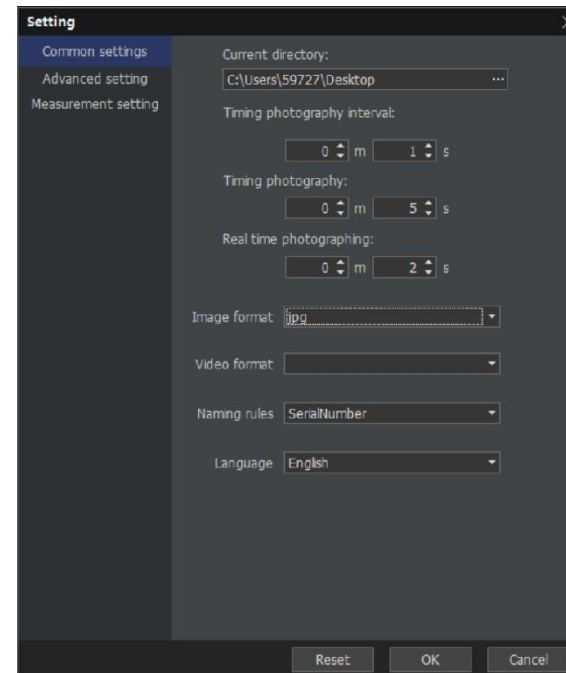 Setting
Common settings
Advanced setting
Measurement setting
Current directory:
C:\Users\59727\Desktop ...
Timing photography interval:
0 m 1 s
Timing photography:
0 m 5 s
Real time photographing:
0 m 2 s
Image format jpg
Video format
Naming rules SerialNumber
Language English
Reset OK Cancel